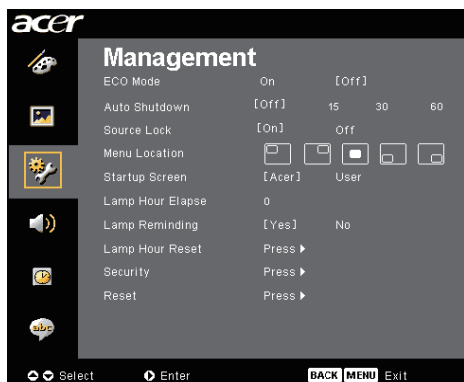 acer
Management
ECO Mode On [Off]
Auto Shutdown [Off] 15 30 60
Source Lock [On] Off
Menu Location
Startup Screen [Acer] User
Lamp Hour Elapse 0
Lamp Reminding [Yes] No
Lamp Hour Reset Press
Security Press
Reset Press
abc
Select Enter BACK MENU Exit